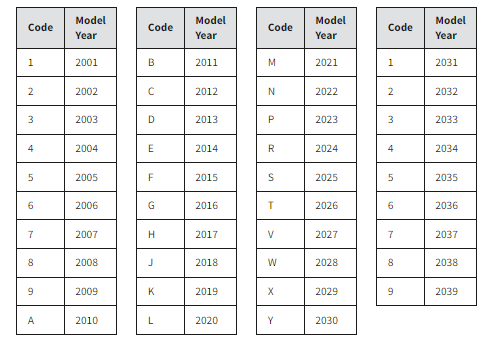 Code Model Year
1 2001
2 2002
3 2003
4 2004
5 2005
6 2006
7 2007
8 2008
9 2009
A 2010
Code Model Year
B 2011
C 2012
D 2013
E 2014
F 2015
G 2016
H 2017
J 2018
K 2019
L 2020
Code Model Year
M 2021
N 2022
P 2023
R 2024
S 2025
T 2026
V 2027
W 2028
X 2029
Y 2030
Code Model Year
1 2031
2 2032
3 2033
4 2034
5 2035
6 2036
7 2037
8 2038
9 2039